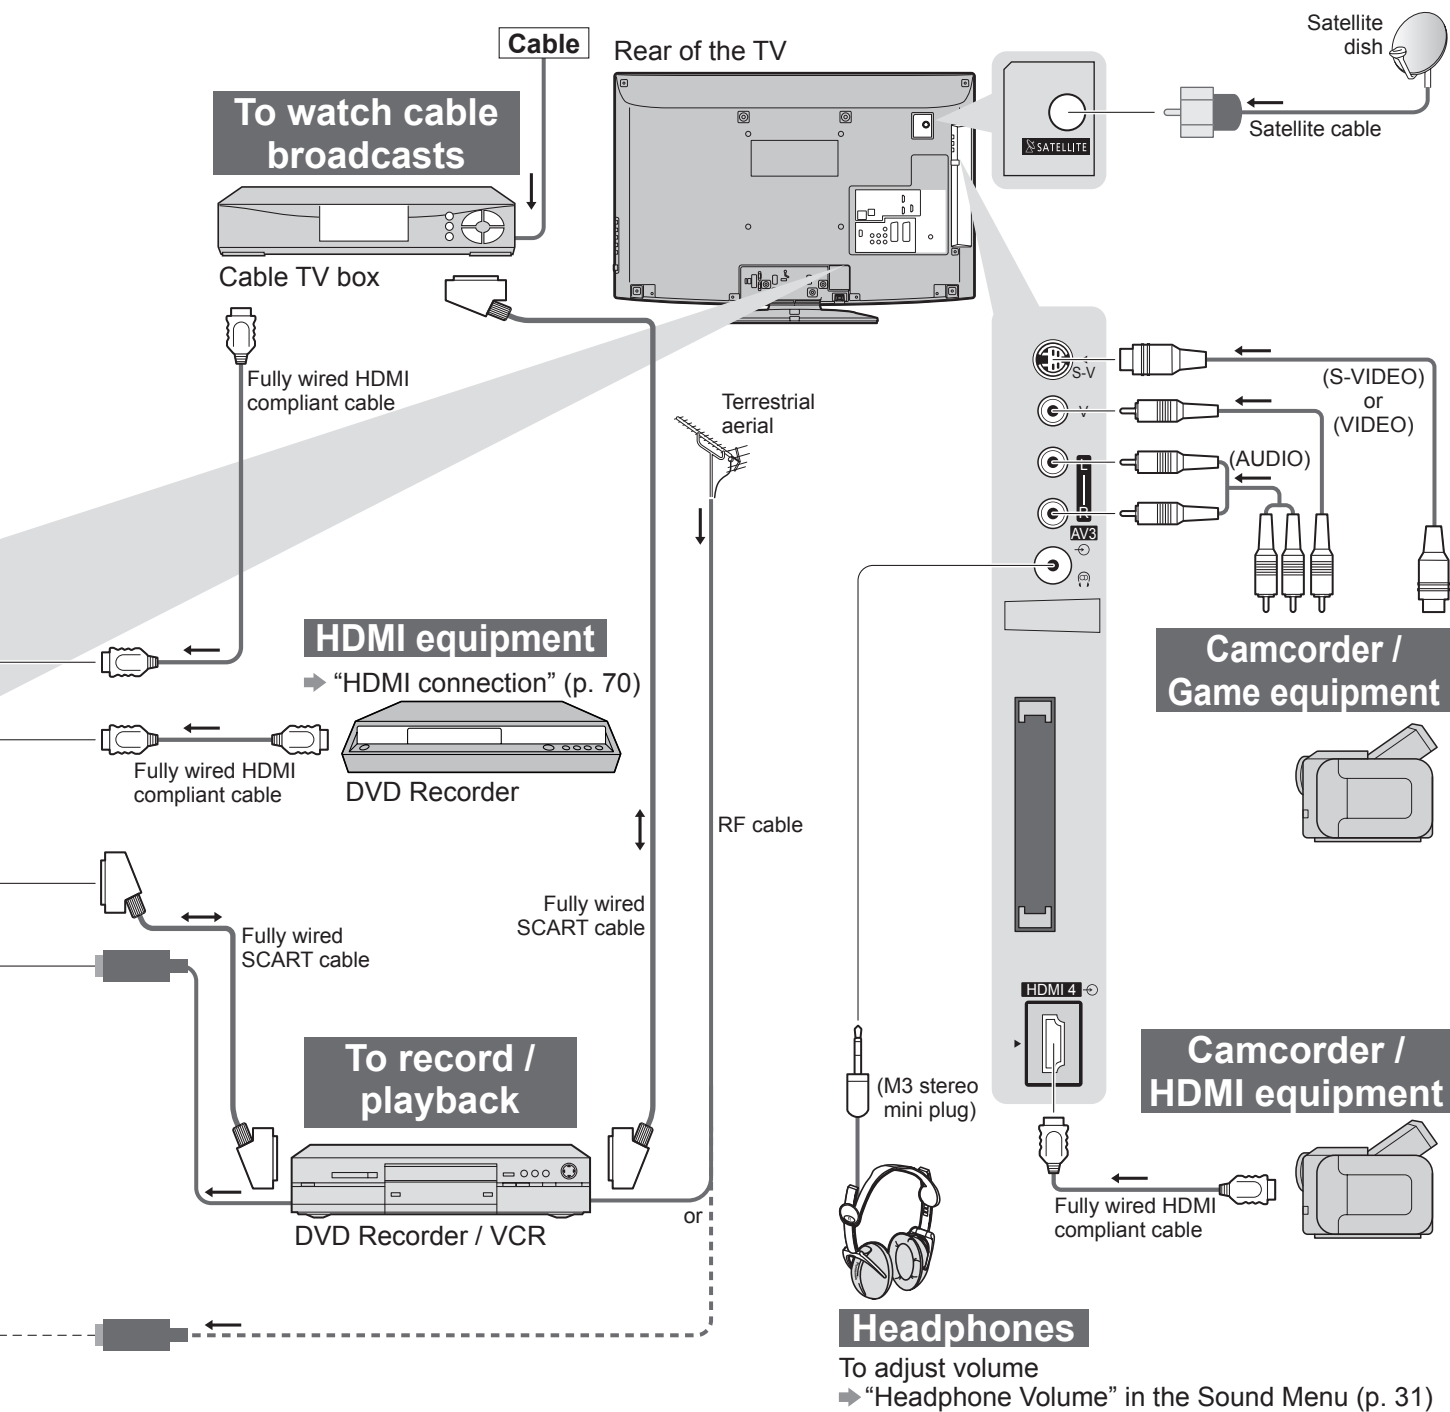 Cable
Rear of the TV
Satellite
dish
Satellite cable
SATELLITE
To watch cable
broadcasts
Cable TV box
Fully wired HDMI
compliant cable
Terrestrial
aerial
S-V
V
L
R
AV3
(S-VIDEO)
or
(VIDEO)
(AUDIO)
HDMI equipment
“HDMI connection” (p. 70)
Fully wired HDMI
compliant cable
DVD Recorder
Camcorder /
Game equipment
RF cable
Fully wired
SCART cable
Fully wired
SCART cable
HDMI 4
To record /
playback
DVD Recorder / VCR
or
(M3 stereo
mini plug)
Camcorder /
HDMI equipment
Fully wired HDMI
compliant cable
Headphones
To adjust volume
“Headphone Volume” in the Sound Menu (p. 31)